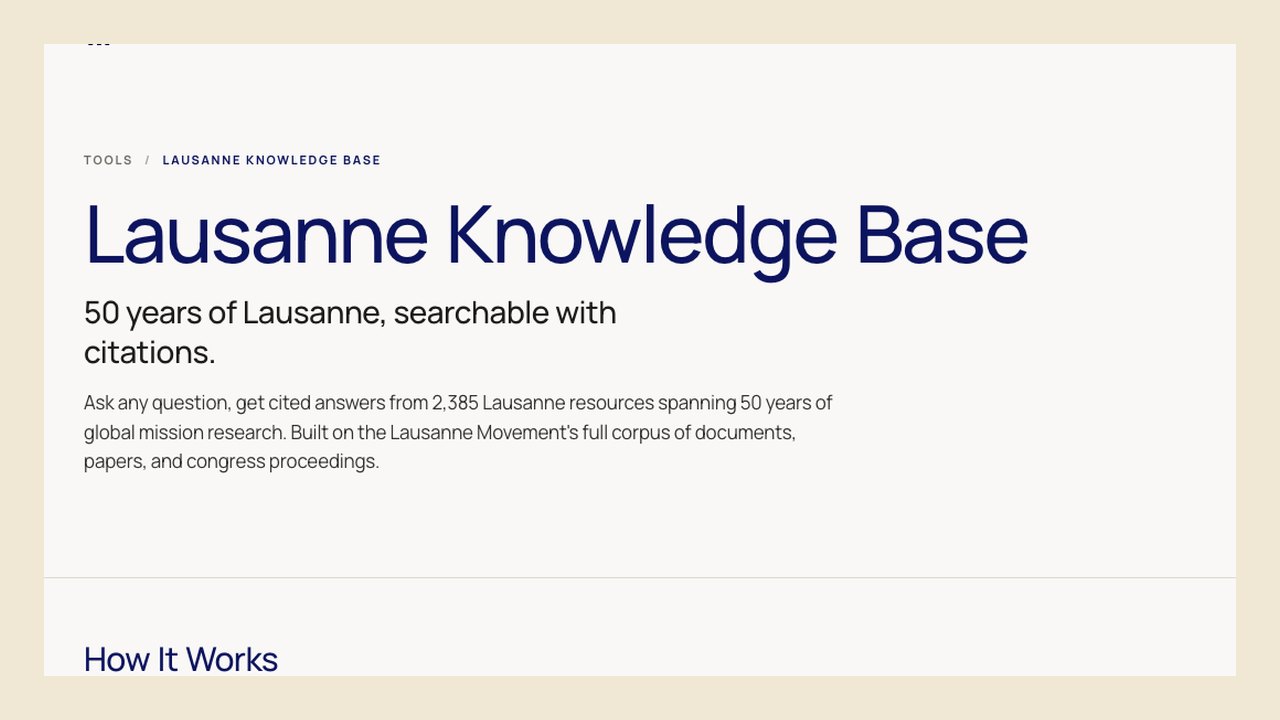 TOOLS / LAUSANNE KNOWLEDGE BASE
Lausanne Knowledge Base
50 years of Lausanne, searchable with
citations.
Ask any question, get cited answers from 2,385 Lausanne resources spanning 50 years of
global mission research. Built on the Lausanne Movement's full corpus of documents,
papers, and congress proceedings.
How It Works